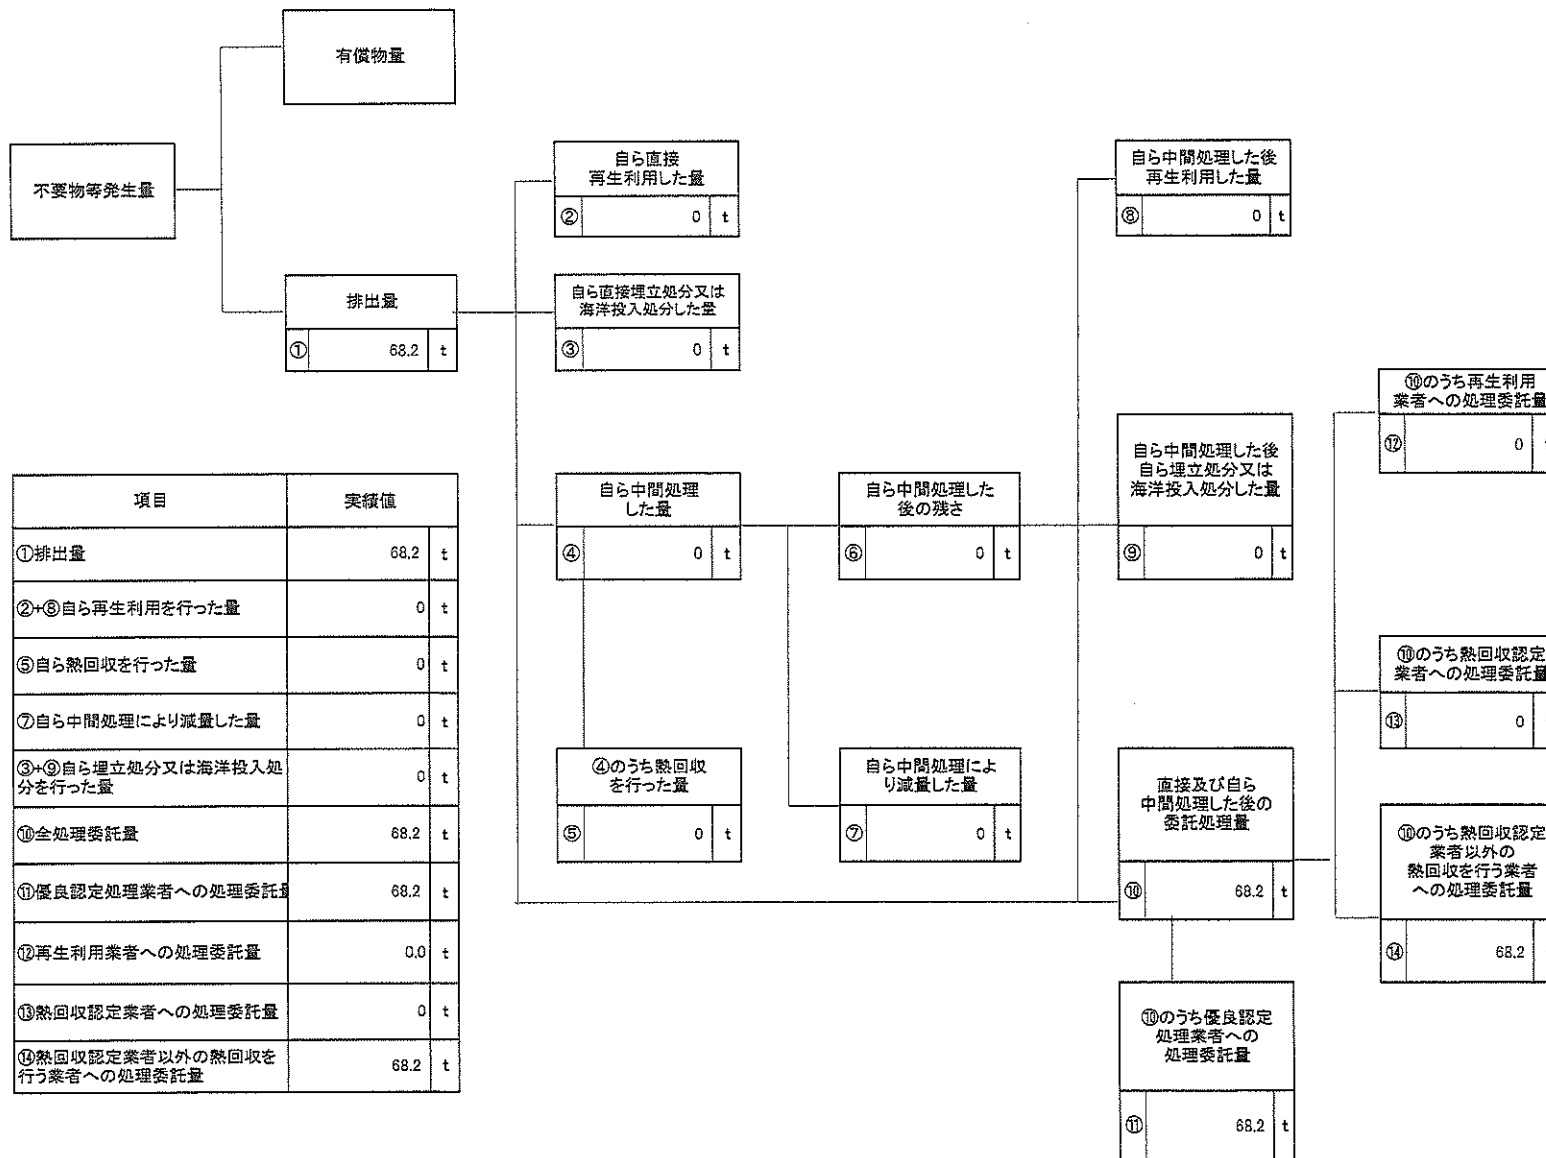 有償物量
不要物等発生量
排出量
① 68.2 t
自ら直接
再生利用した量
② 0 t
自ら直接埋立処分又は
海洋投入処分した量
③ 0 t
自ら中間処理
した量
④ 0 t
④のうち熱回収
を行った量
⑤ 0 t
自ら中間処理した
後の残さ
⑥ 0 t
自ら中間処理によ
り減量した量
⑦ 0 t
自ら中間処理した後
再生利用した量
⑧ 0 t
自ら中間処理した後
自ら埋立処分又は
海洋投入処分した量
⑨ 0 t
直接及び自ら
中間処理した後の
委託処理量
⑩ 68.2 t
⑩のうち優良認定
処理業者への
処理委託量
⑪ 68.2 t
⑩のうち再生利用
業者への処理委託量
⑫ 0
⑩のうち熱回収認定
業者への処理委託量
⑬ 0
⑩のうち熱回収認定
業者以外の
熱回収を行う業者
への処理委託量
⑭ 68.2
項目 実績値
①排出量 68.2 t
②+⑧自ら再生利用を行った量 0 t
⑤自ら熱回収を行った量 0 t
⑦自ら中間処理により減量した量 0 t
③+⑨自ら埋立処分又は海洋投入処
分を行った量 0 t
⑩全処理委託量 68.2 t
⑪優良認定処理業者への処理委託量 68.2 t
⑫再生利用業者への処理委託量 0.0 t
⑬熱回収認定業者への処理委託量 0 t
⑭熱回収認定業者以外の熱回収を
行う業者への処理委託量 68.2 t